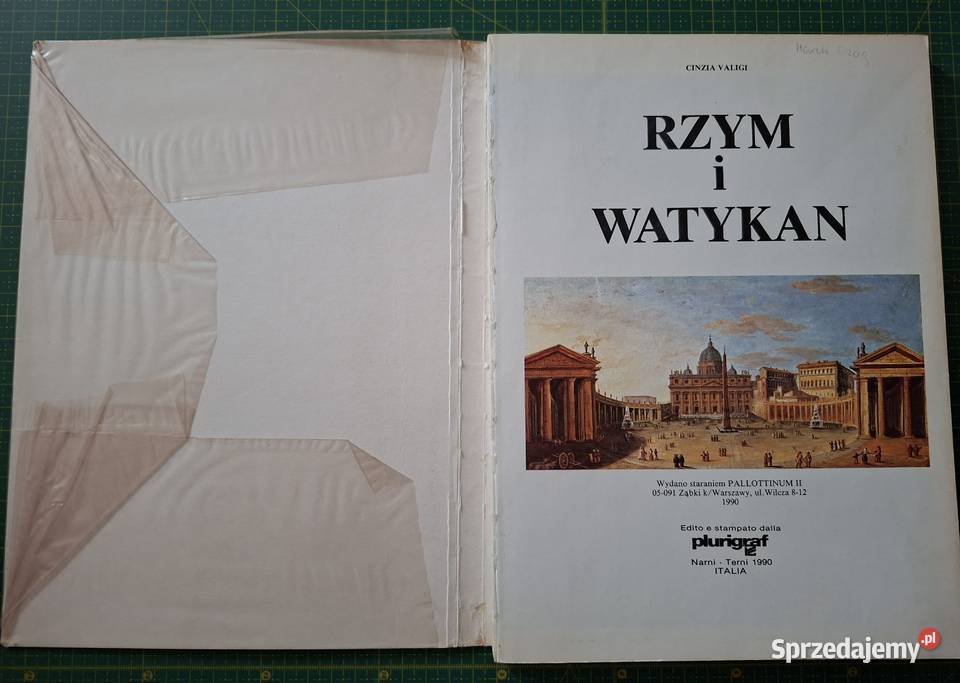 CINZIA VALIGI
RZYM
i
WATYKAN
Wydano staraniem PALLOTTINUM II
05-091 Ząbki k/Warszawy, ul. Wilcza 8-12
1990
Edito e stampato dalla
plurigraf
Narni - Terni 1990
ITALIA
Sprzedajemy.pl